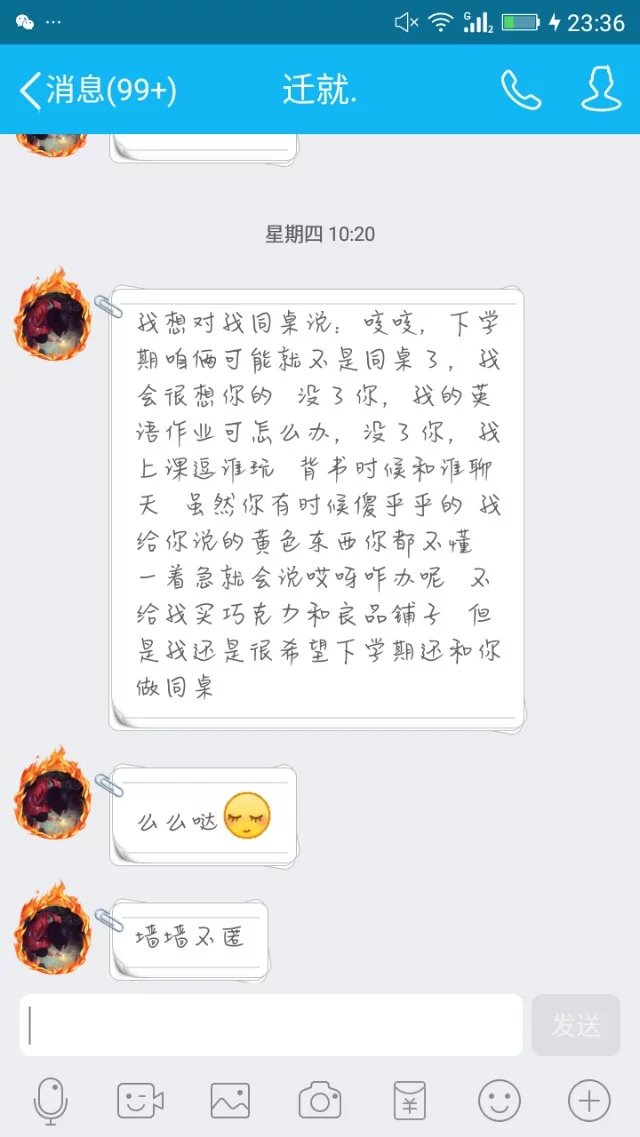 23:36
消息(99+)
迁就.
星期四 10:20
我想对我同桌说：吱吱，下学
期咱俩可能就不是同桌了，我
会很想你的 没了你，我的英
语作业可怎么办，没了你，我
上课逗谁玩 背书时候和谁聊
天 虽然你有时候傻乎乎的 我
给你说的黄色东西你都不懂
一着急就会说哎呀咋办呢 不
给我买巧克力和良品铺子 但
是我还是很希望下学期还和你
做同桌
么么哒
墙墙不匿
发送